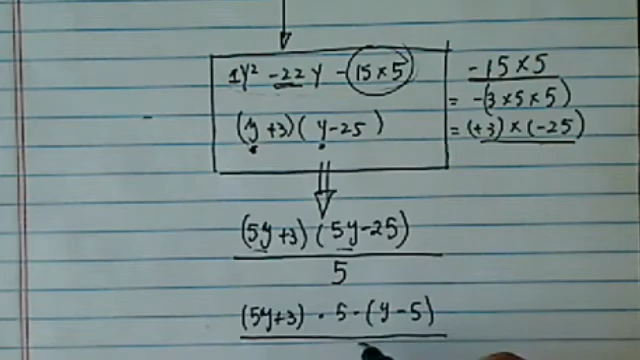 1y² - 22y - (15 × 5)
(y + 3)(y - 25)
- 15 × 5
= -(3 × 5 × 5)
= (+3) × (-25)
(5y + 3)(5y - 25)
5
(5y + 3) · 5 · (y - 5)